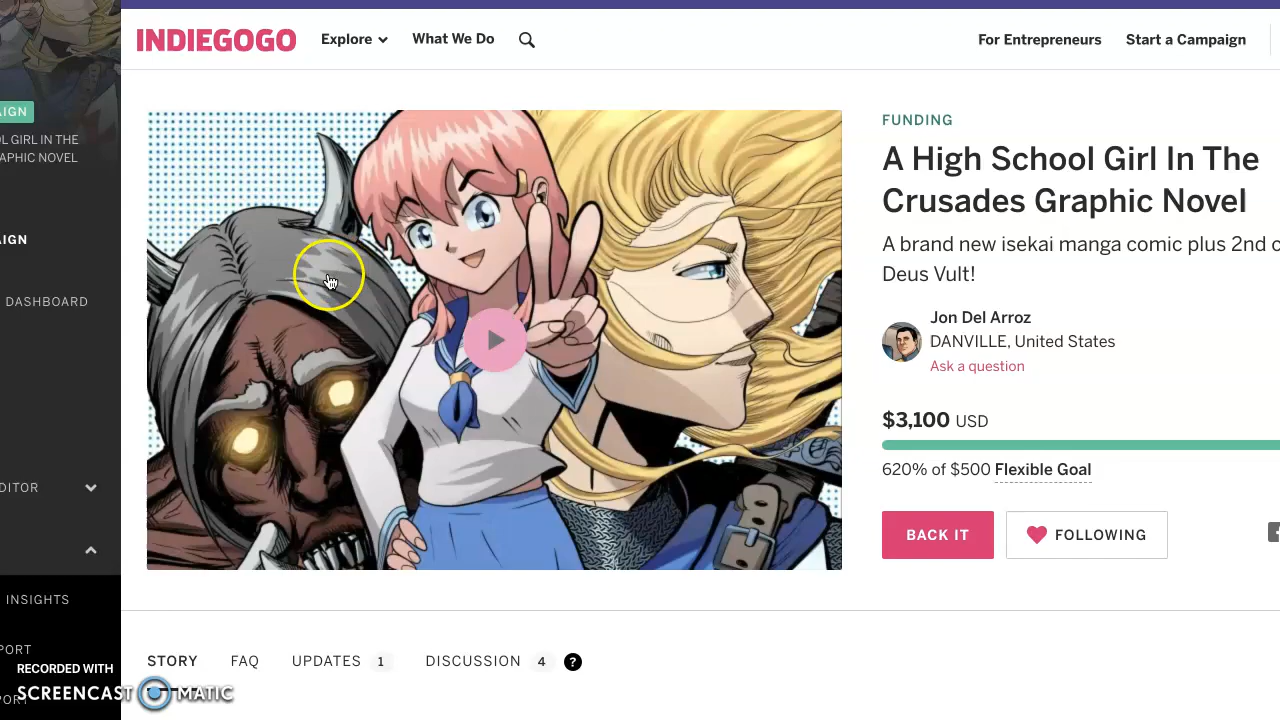 INDIEGOGO Explore What We Do For Entrepreneurs Start a Campaign
AIGN
OL GIRL IN THE
APHIC NOVEL
AIGN
DASHBOARD
DITOR
INSIGHTS
PORT
PORT
FUNDING
A High School Girl In The
Crusades Graphic Novel
A brand new isekai manga comic plus 2nd c
Deus Vult!
Jon Del Arroz
DANVILLE, United States
Ask a question
$3,100 USD
620% of $500 Flexible Goal
BACK IT FOLLOWING
STORY FAQ UPDATES 1 DISCUSSION 4 ?
RECORDED WITH
SCREENCAST MATIC